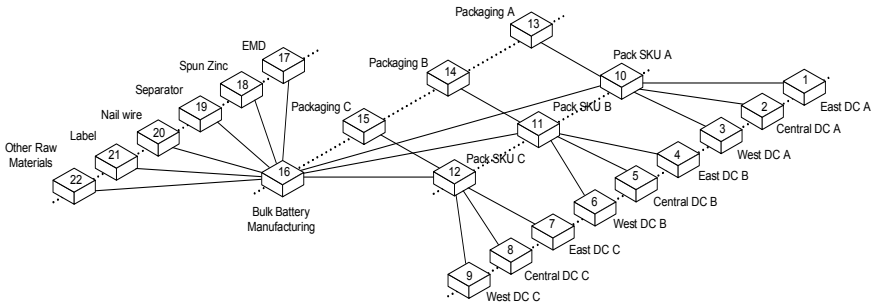 Packaging A
13
EMD
17
Pack SKU A
Spun Zinc
18
Packaging B
14
10
1
East DC A
Separator
19
Packaging C
15
Pack SKU B
11
2
Central DC A
Nail wire
20
3
West DC A
Label
21
Other Raw
Materials
22
16
Bulk Battery
Manufacturing
Pack SKU C
12
4
East DC B
5
Central DC B
6
West DC B
7
East DC C
8
Central DC C
9
West DC C